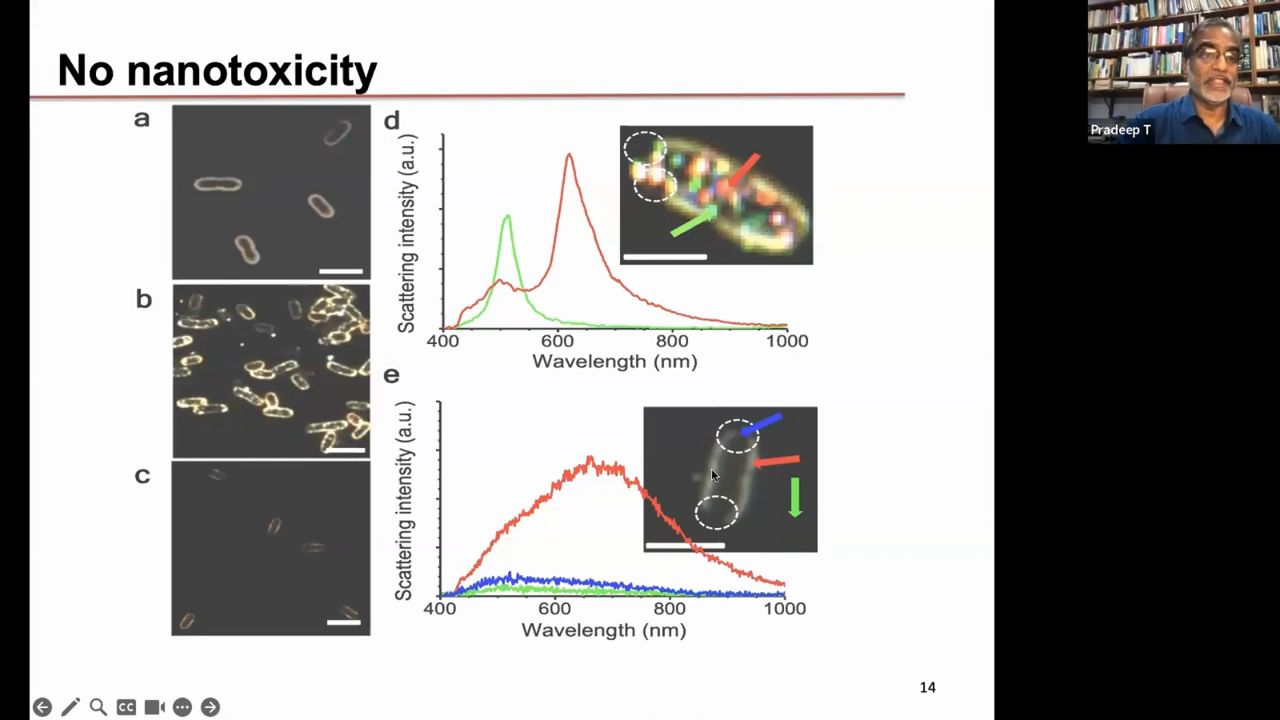 No nanotoxicity
a
b
c
d
Scattering intensity (a.u.)
400 600 800 1000
Wavelength (nm)
e
Scattering intensity (a.u.)
400 600 800 1000
Wavelength (nm)
14
CC
Pradeep T